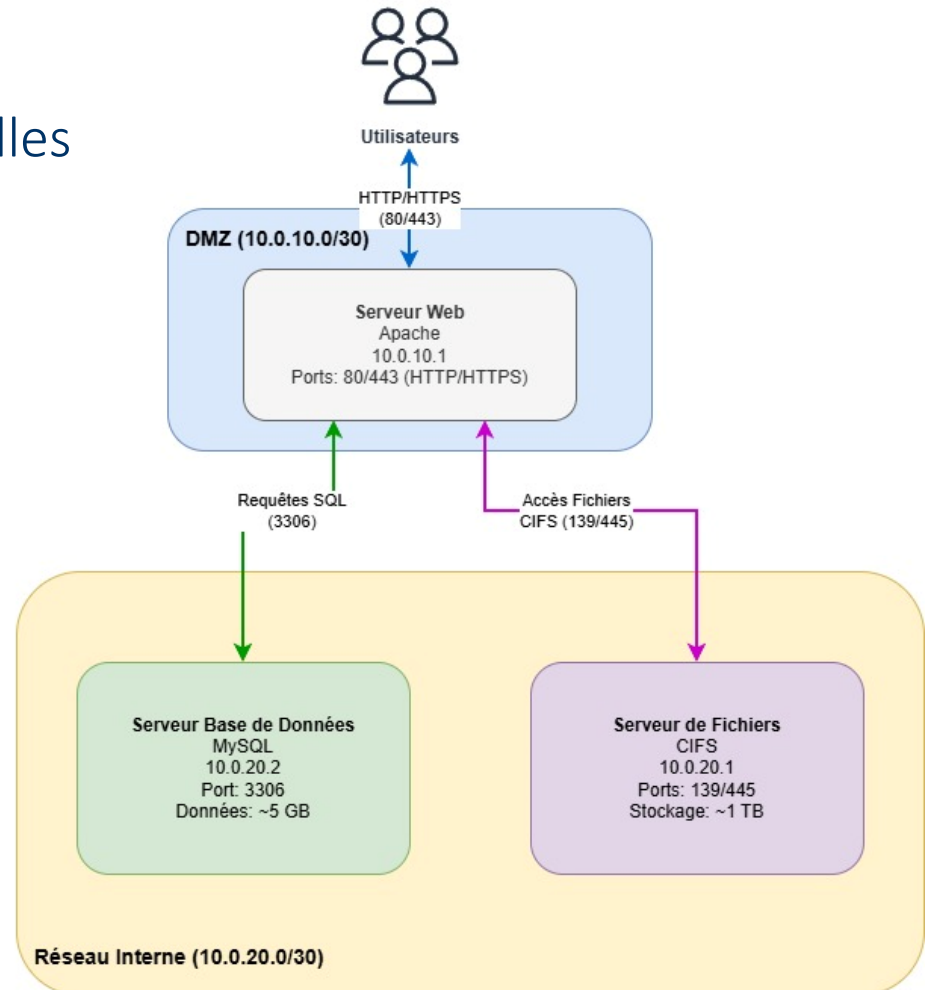 lles
Utilisateurs
HTTP/HTTPS
(80/443)
DMZ (10.0.10.0/30)
Serveur Web
Apache
10.0.10.1
Ports: 80/443 (HTTP/HTTPS)
Requêtes SQL
(3306)
Accès Fichiers
CIFS (139/445)
Serveur Base de Données
MySQL
10.0.20.2
Port: 3306
Données: ~5 GB
Serveur de Fichiers
CIFS
10.0.20.1
Ports: 139/445
Stockage: ~1 TB
Réseau Interne (10.0.20.0/30)